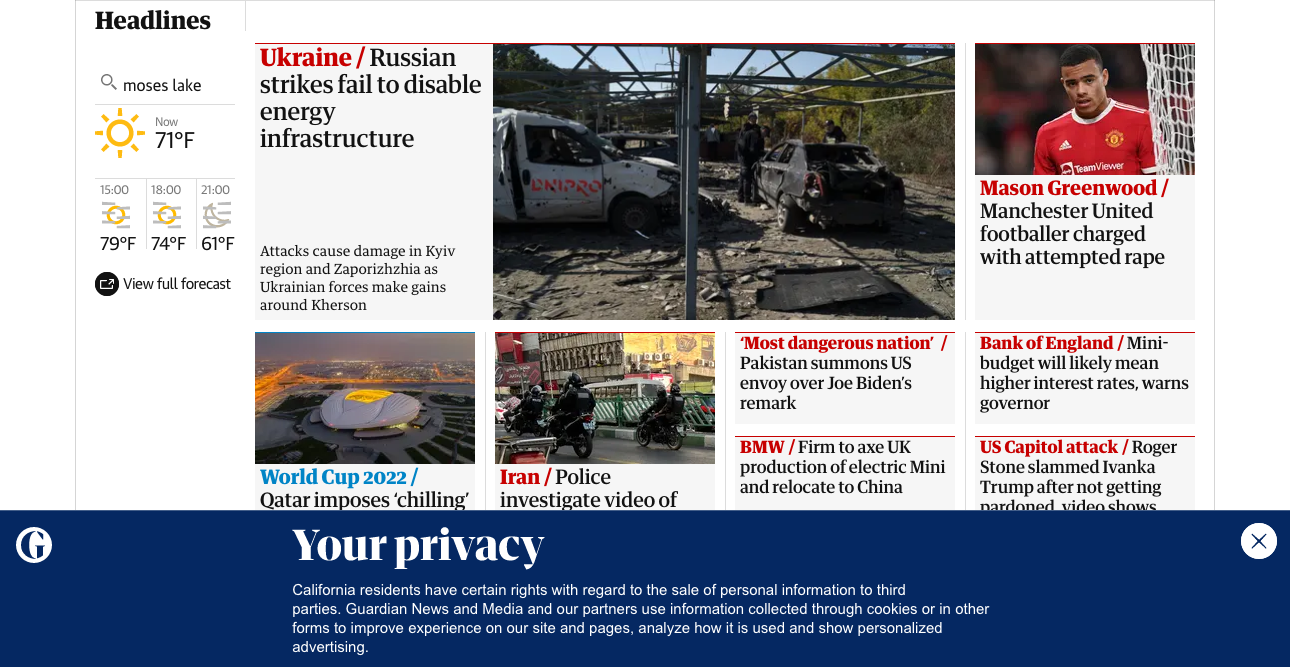 Headlines
moses lake
Now
71°F
15:00
18:00
21:00
79°F
74°F
61°F
View full forecast
Ukraine / Russian
strikes fail to disable
energy
infrastructure
Attacks cause damage in Kyiv
region and Zaporizhzhia as
Ukrainian forces make gains
around Kherson
DNIPRO
TeamViewer
Mason Greenwood /
Manchester United
footballer charged
with attempted rape
World Cup 2022 /
Qatar imposes ‘chilling’
Iran / Police
investigate video of
‘Most dangerous nation’ /
Pakistan summons US
envoy over Joe Biden’s
remark
BMW / Firm to axe UK
production of electric Mini
and relocate to China
Bank of England / Mini-
budget will likely mean
higher interest rates, warns
governor
US Capitol attack / Roger
Stone slammed Ivanka
Trump after not getting
pardoned, video shows
G
Your privacy
California residents have certain rights with regard to the sale of personal information to third
parties. Guardian News and Media and our partners use information collected through cookies or in other
forms to improve experience on our site and pages, analyze how it is used and show personalized
advertising.